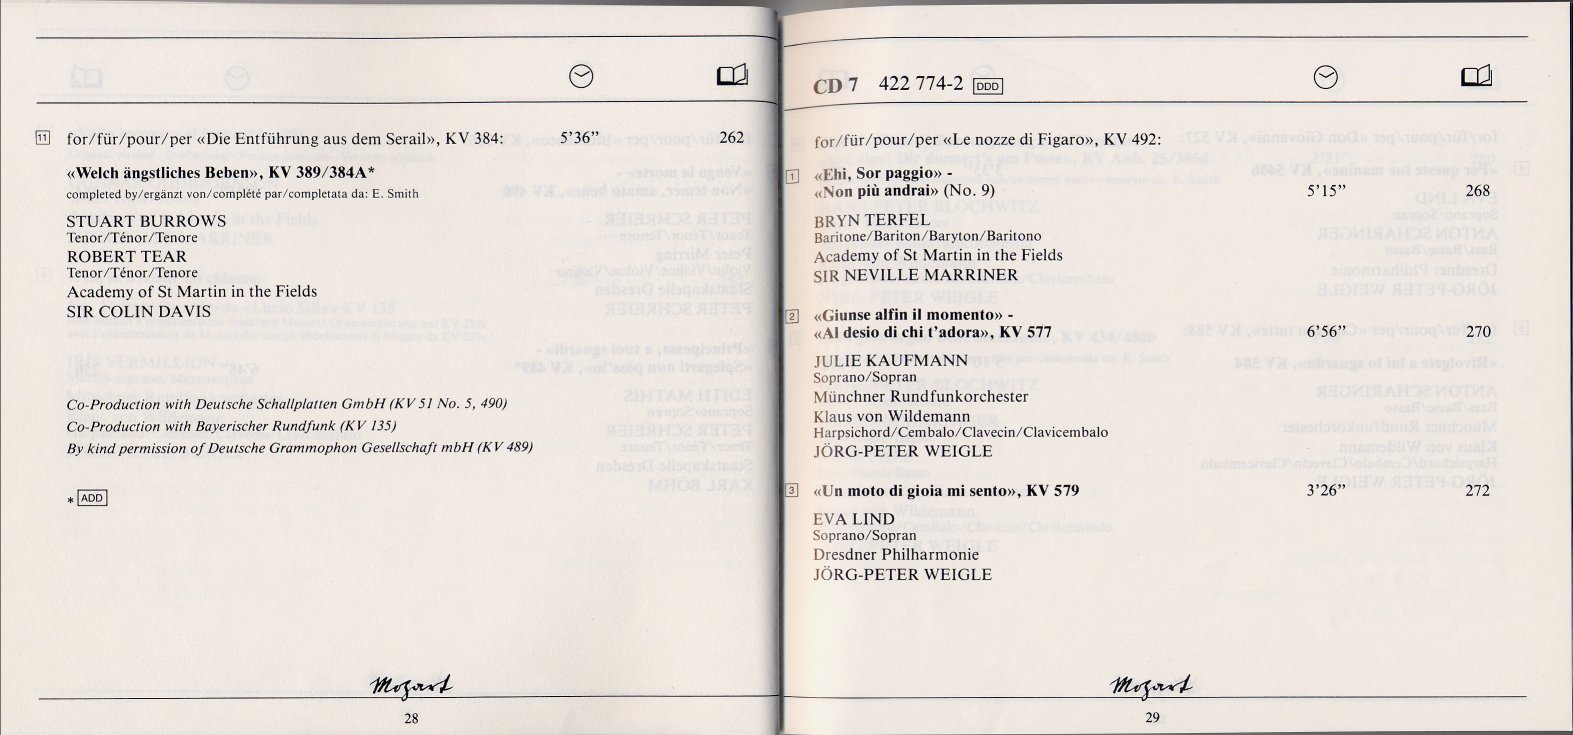 11 for/für/pour/per «Die Entführung aus dem Serail», KV 384: 5’36” 262
«Welch ängstliches Beben», KV 389/384A*
completed by/ergänzt von/complété par/completata da: E. Smith
STUART BURROWS
Tenor/Ténor/Tenore
ROBERT TEAR
Tenor/Ténor/Tenore
Academy of St Martin in the Fields
SIR COLIN DAVIS
Co-Production with Deutsche Schallplatten GmbH (KV 51 No. 5, 490)
Co-Production with Bayerischer Rundfunk (KV 135)
By kind permission of Deutsche Grammophon Gesellschaft mbH (KV 489)
* ADD
Mozart
28
CD 7 422 774-2 DDD
for/für/pour/per «Le nozze di Figaro», KV 492:
1 «Ehi, Sor paggio» -
«Non più andrai» (No. 9) 5’15” 268
BRYN TERFEL
Baritone/Bariton/Baryton/Baritono
Academy of St Martin in the Fields
SIR NEVILLE MARRINER
2 «Giunse alfin il momento» -
«Al desio di chi t’adora», KV 577 6’56” 270
JULIE KAUFMANN
Soprano/Sopran
Münchner Rundfunkorchester
Klaus von Wildemann
Harpsichord/Cembalo/Clavecin/Clavicembalo
JÖRG-PETER WEIGLE
3 «Un moto di gioia mi sento», KV 579 3’26” 272
EVA LIND
Soprano/Sopran
Dresdner Philharmonie
JÖRG-PETER WEIGLE
Mozart
29